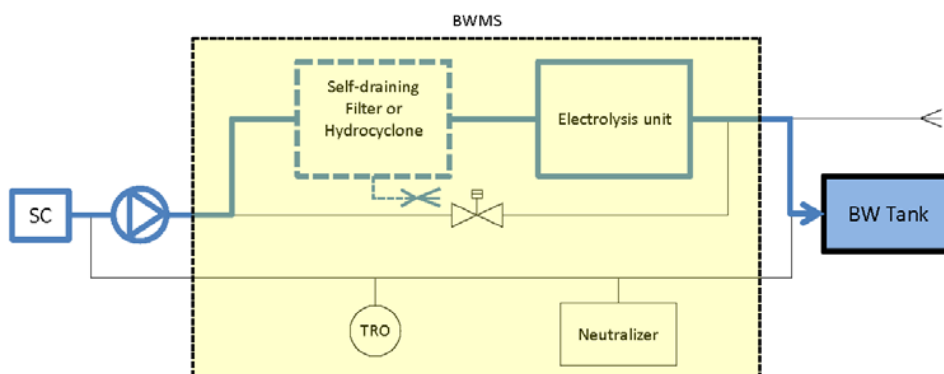 BWMS
Self-draining
Filter or
Hydrocyclone
Electrolysis unit
SC
BW Tank
TRO
Neutralizer